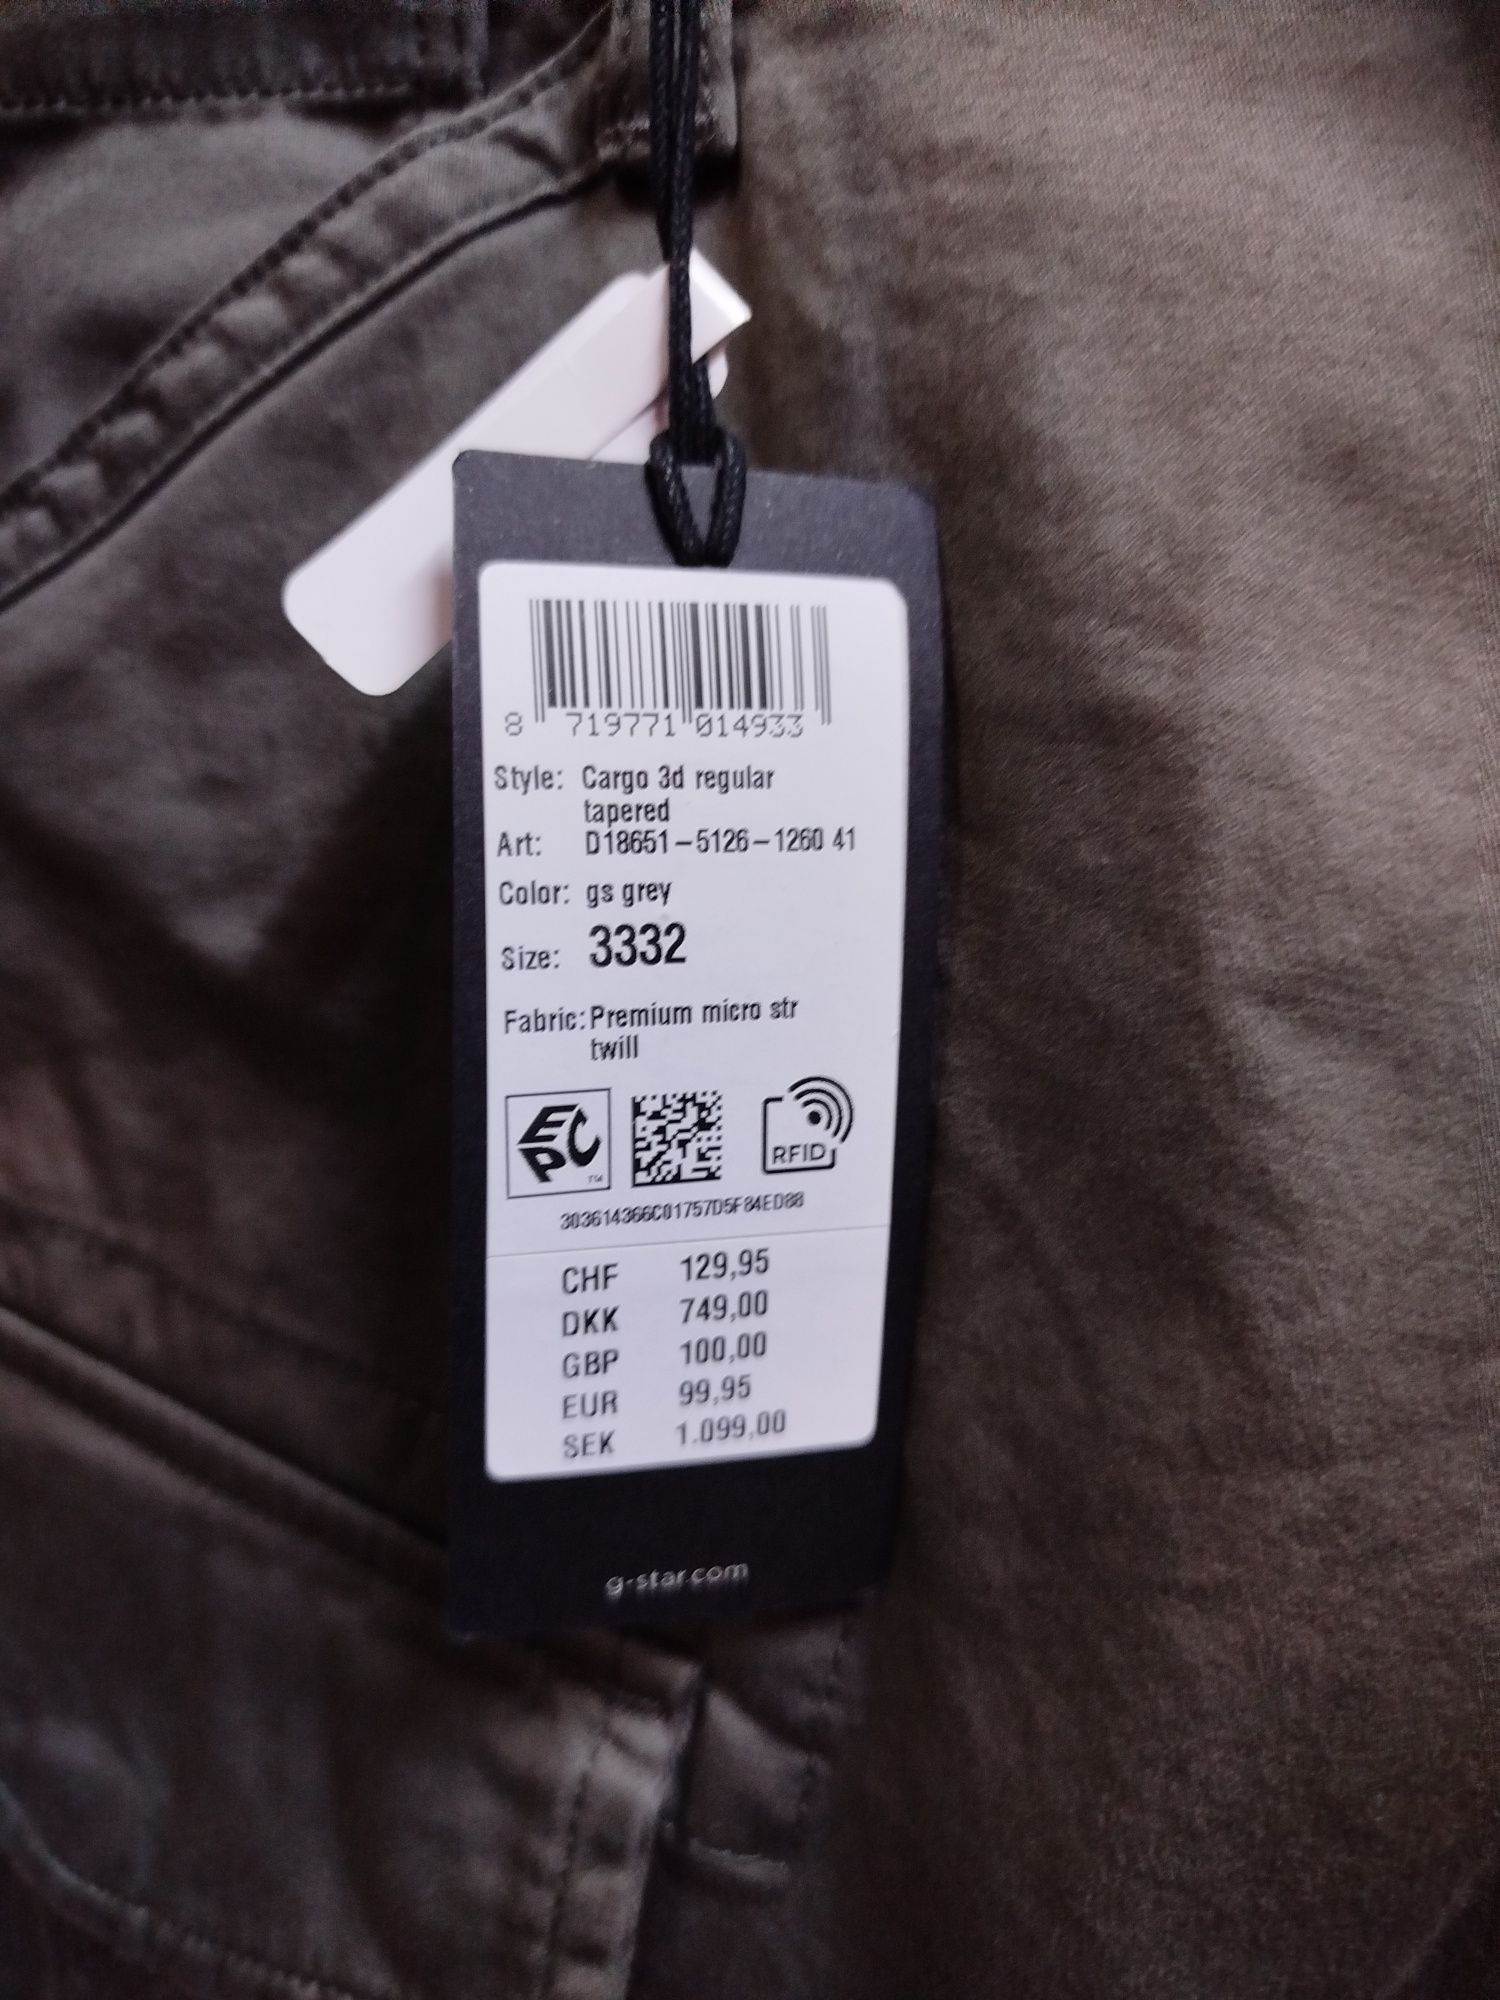 8 719771 014933
Style: Cargo 3d regular
tapered
Art: D18651-5126-1260 41
Color: gs grey
Size: 3332
Fabric: Premium micro str
twill
EPC TM
RFID
303614366C01757D5F84ED88
CHF 129,95
DKK 749,00
GBP 100,00
EUR 99,95
SEK 1.099,00
g-star.com